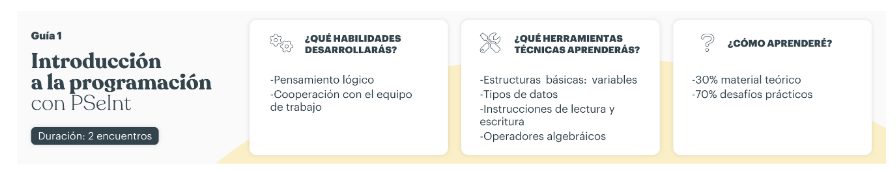 Guía 1
Introducción
a la programación
con PSeInt
Duración: 2 encuentros
¿QUÉ HABILIDADES
DESARROLLARÁS?
-Pensamiento lógico
-Cooperación con el equipo
de trabajo
¿QUÉ HERRAMIENTAS
TÉCNICAS APRENDERÁS?
-Estructuras básicas: variables
-Tipos de datos
-Instrucciones de lectura y
escritura
-Operadores algebráicos
¿CÓMO APRENDERÉ?
-30% material teórico
-70% desafíos prácticos